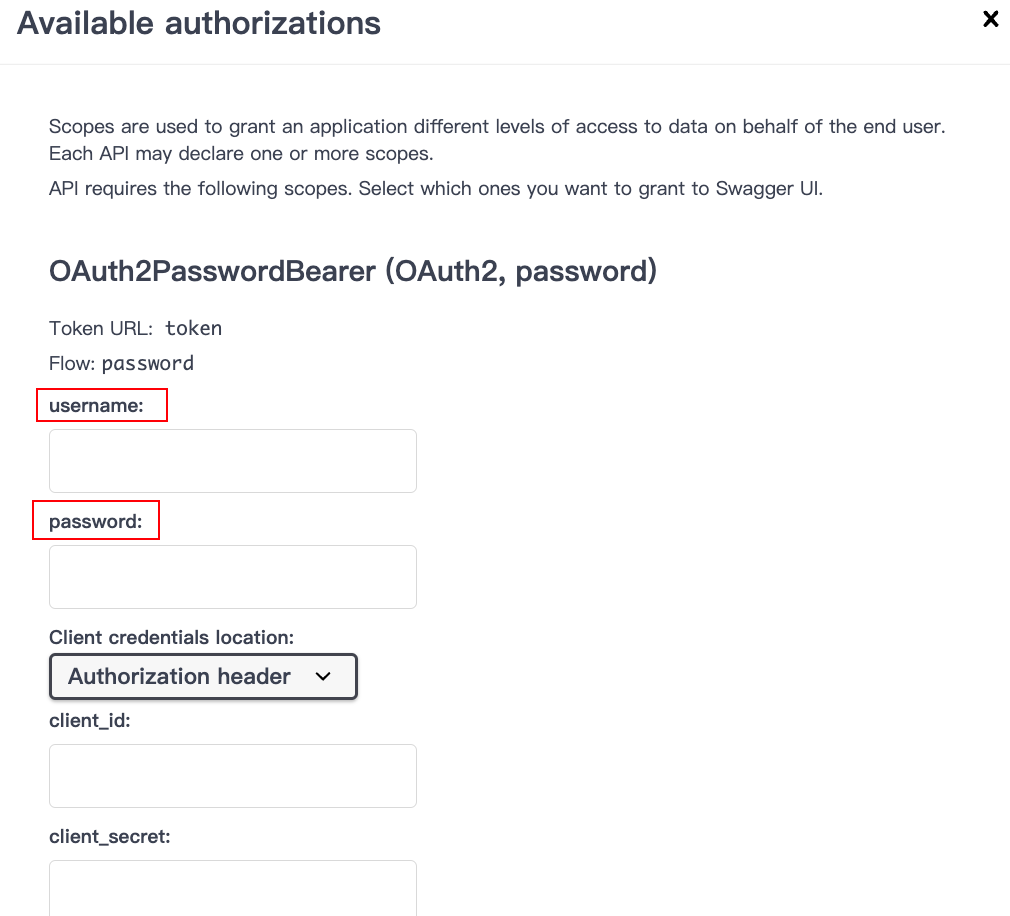 Available authorizations
Scopes are used to grant an application different levels of access to data on behalf of the end user.
Each API may declare one or more scopes.
API requires the following scopes. Select which ones you want to grant to Swagger UI.
OAuth2PasswordBearer (OAuth2, password)
Token URL: token
Flow: password
username:
password:
Client credentials location:
Authorization header
client_id:
client_secret: